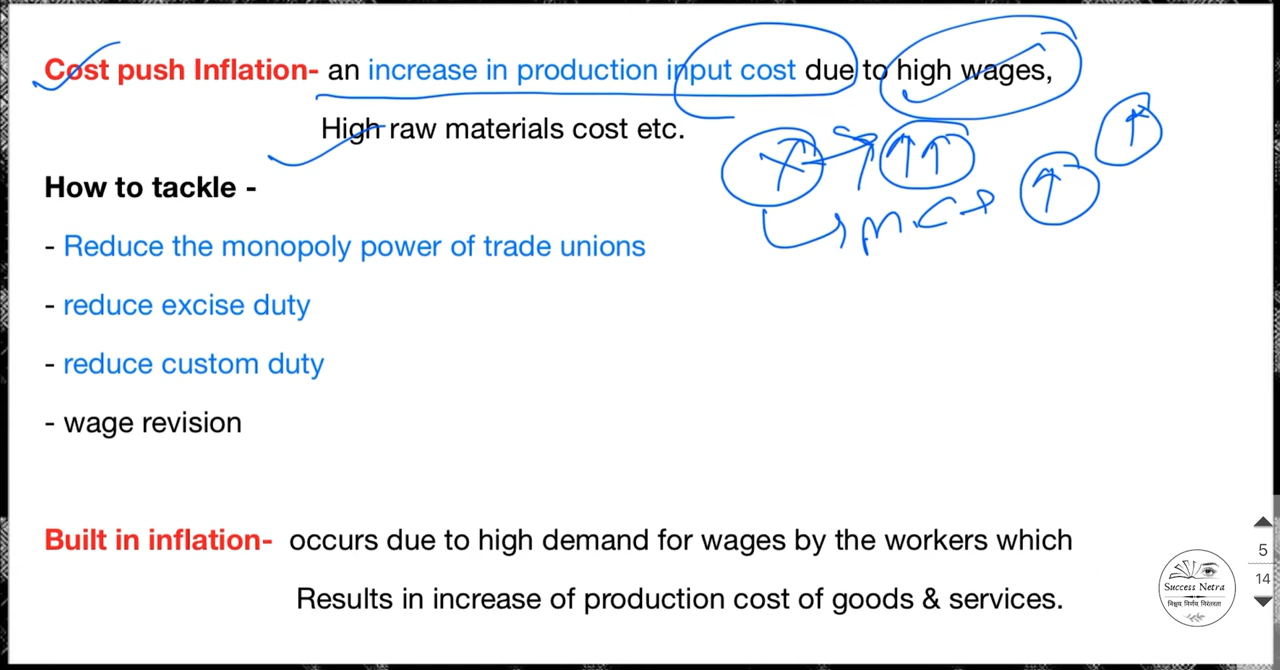 Cost push Inflation- an increase in production input cost due to high wages,
High raw materials cost etc.
How to tackle -
- Reduce the monopoly power of trade unions
- reduce excise duty
- reduce custom duty
- wage revision
Built in inflation- occurs due to high demand for wages by the workers which
Results in increase of production cost of goods & services.
5
14
Success Netra
निश्चय निर्णय निरंतरता